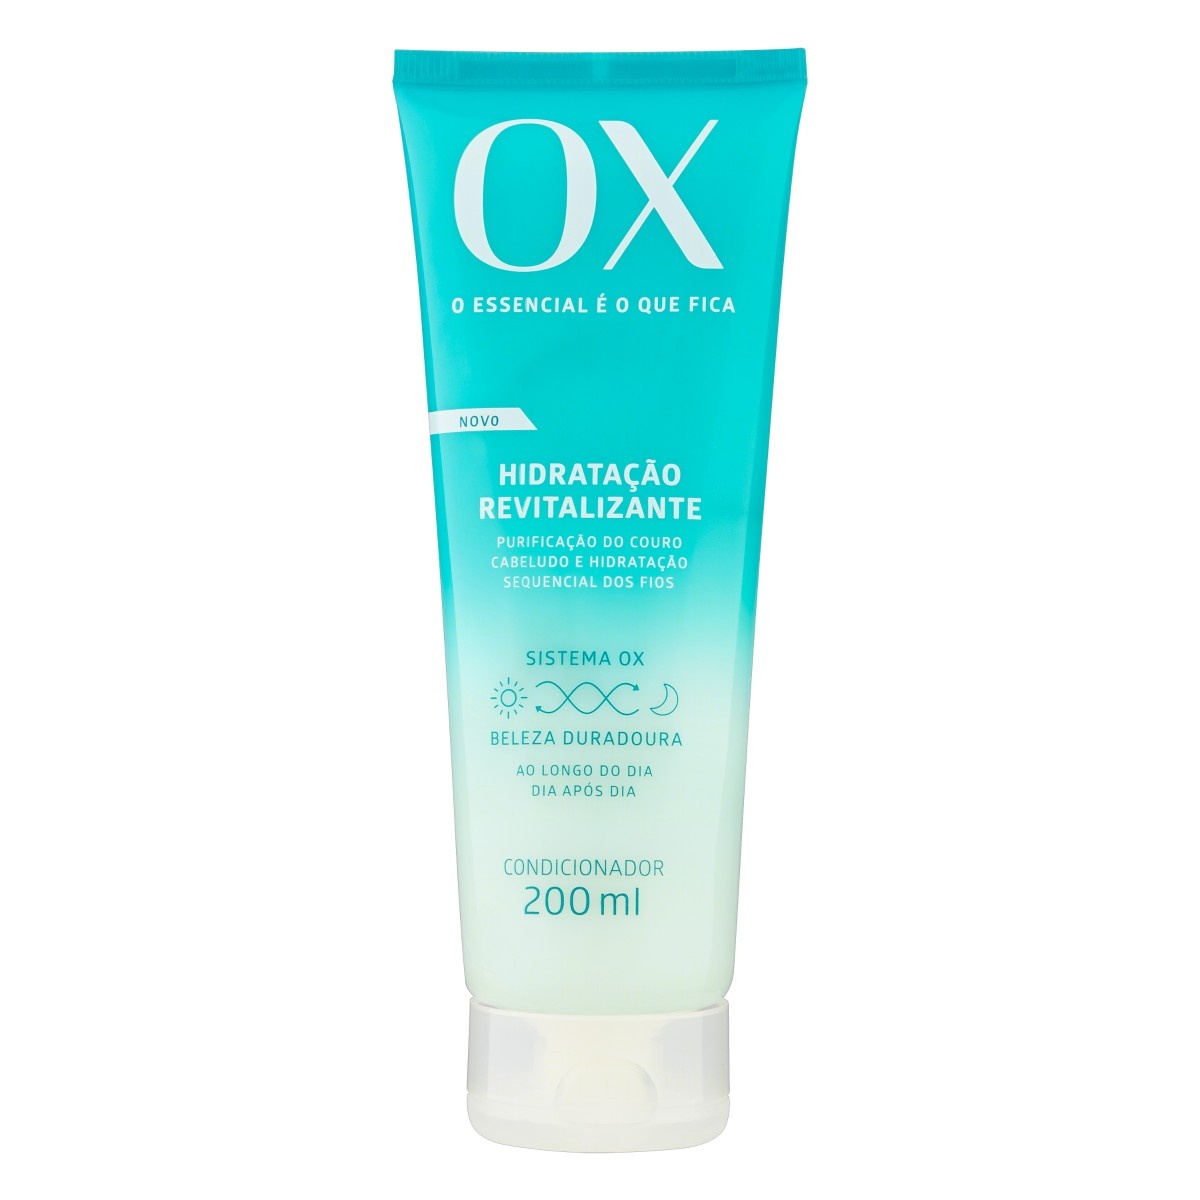 OX
O ESSENCIAL É O QUE FICA
NOVO
HIDRATAÇÃO
REVITALIZANTE
PURIFICAÇÃO DO COURO
CABELUDO E HIDRATAÇÃO
SEQUENCIAL DOS FIOS
SISTEMA OX
BELEZA DURADOURA
AO LONGO DO DIA
DIA APÓS DIA
CONDICIONADOR
200 ml